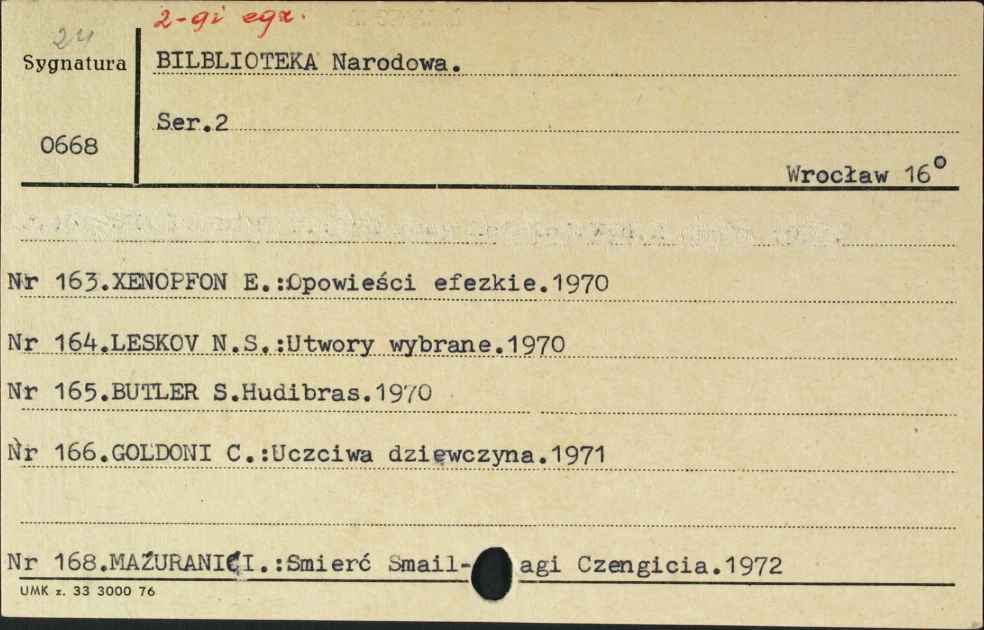 2-gi egz.
24
Sygnatura
BILBLIOTEKA Narodowa.
Ser.2
0668
Wrocław 16°
Nr 163.XENOPFON E.:Opowieści efezkie.1970
Nr 164.LESKOV N.S.:Utwory wybrane.1970
Nr 165.BUTLER S.Hudibras.1970
Nr 166.GOLDONI C.:Uczciwa dziewczyna.1971
Nr 168.MAŽURANIĆI.:Smierć Smail- agi Czengicia.1972
UMK z. 33 3000 76